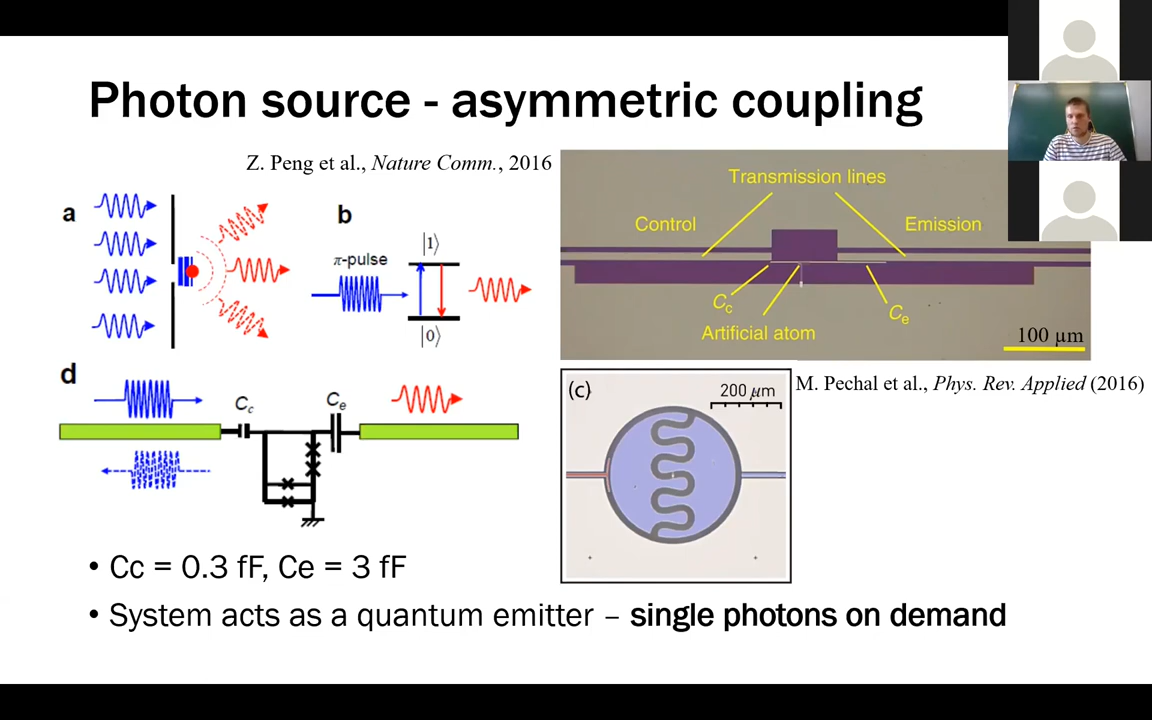 Photon source - asymmetric coupling
Z. Peng et al., Nature Comm., 2016
a
b
π-pulse
|1⟩
|0⟩
d
Cc
Ce
Transmission lines
Control
Emission
Cc
Artificial atom
Ce
100 µm
(c)
200 µm
M. Pechal et al., Phys. Rev. Applied (2016)
• Cc = 0.3 fF, Ce = 3 fF
• System acts as a quantum emitter – single photons on demand